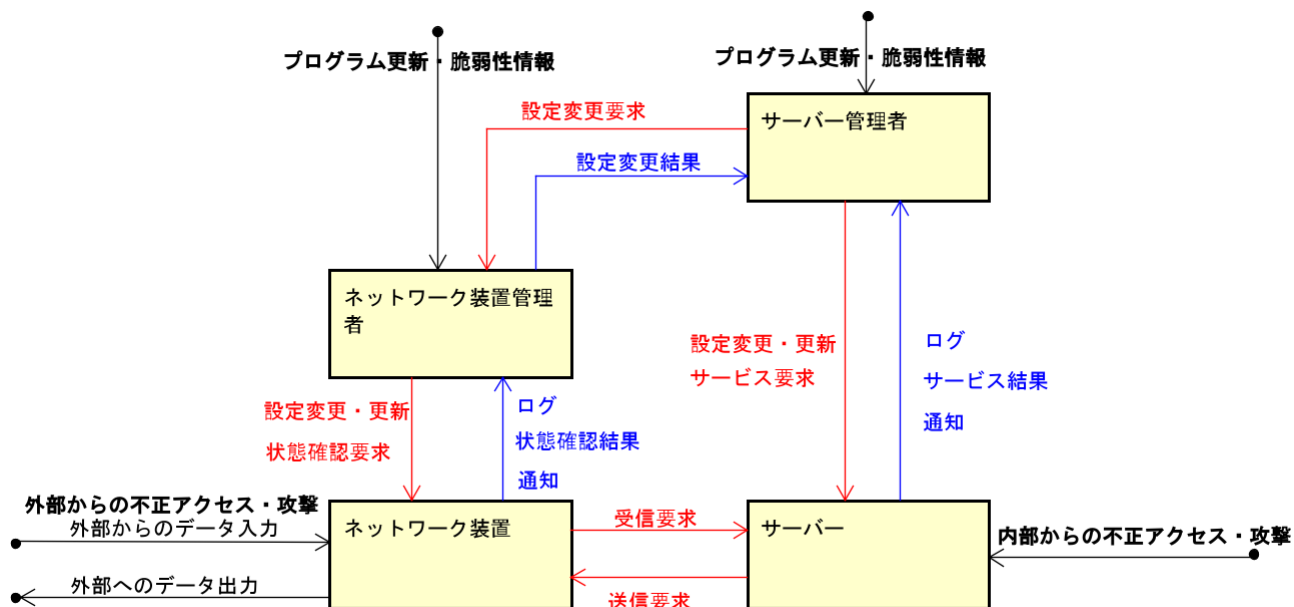 プログラム更新・脆弱性情報
プログラム更新・脆弱性情報
設定変更要求
サーバー管理者
設定変更結果
ネットワーク装置管理
者
設定変更・更新
サービス要求
ログ
サービス結果
通知
設定変更・更新
状態確認要求
ログ
状態確認結果
通知
外部からの不正アクセス・攻撃
外部からのデータ入力
ネットワーク装置
受信要求
サーバー
内部からの不正アクセス・攻撃
外部へのデータ出力
送信要求